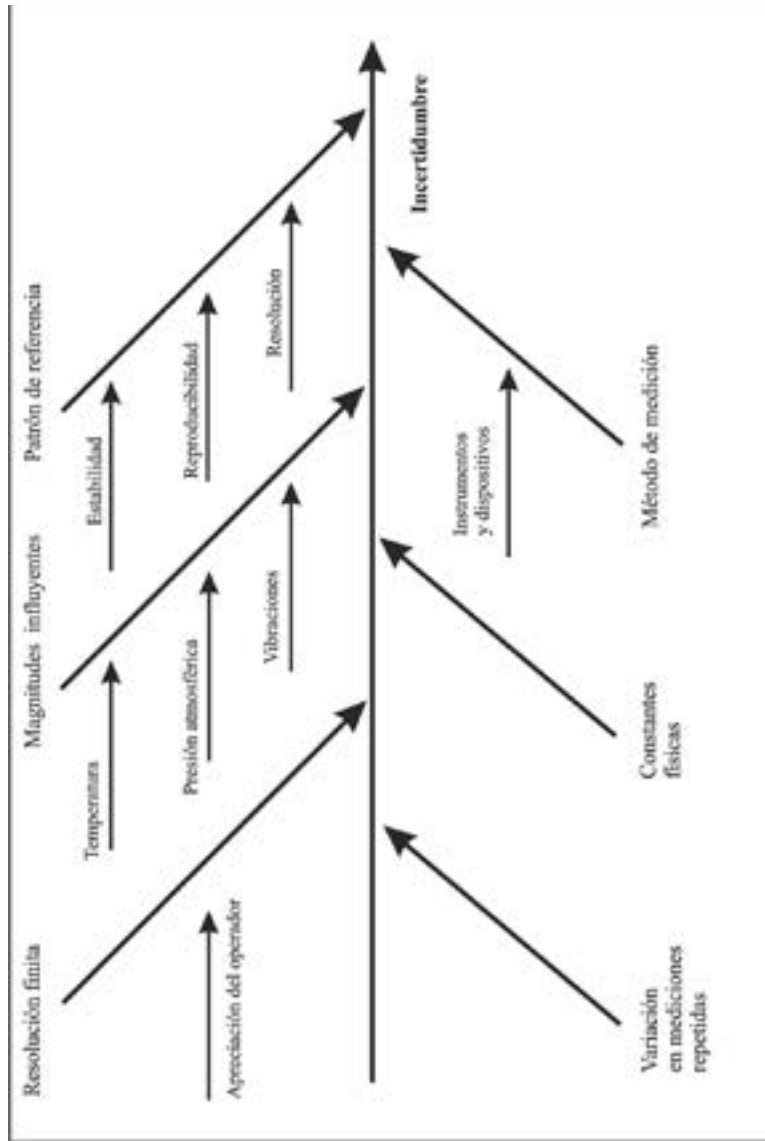 Resolución finita
Magnitudes influyentes
Patrón de referencia
Temperatura
Estabilidad
Presión atmosférica
Reproducibilidad
Apreciación del operador
Vibraciones
Resolución
Incertidumbre
Instrumentos
y dispositivos
Variación
en mediciones
repetidas
Constantes
físicas
Método de medición